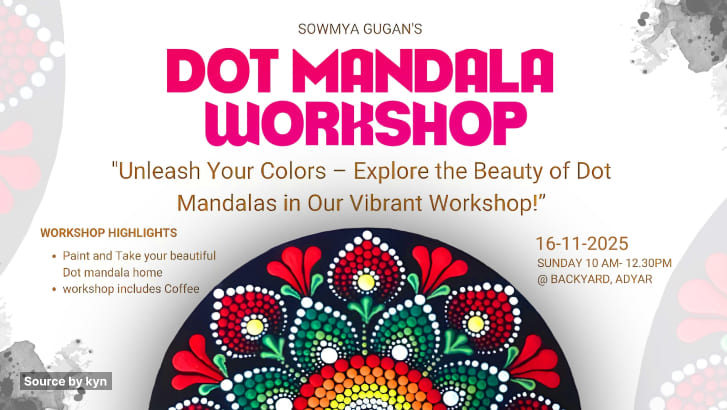 SOWMYA GUGAN'S
DOT MANDALA
WORKSHOP
"Unleash Your Colors – Explore the Beauty of Dot
Mandalas in Our Vibrant Workshop!”
WORKSHOP HIGHLIGHTS
• Paint and Take your beautiful
Dot mandala home
• workshop includes Coffee
16-11-2025
SUNDAY 10 AM- 12.30PM
@ BACKYARD, ADYAR
Source by kyn